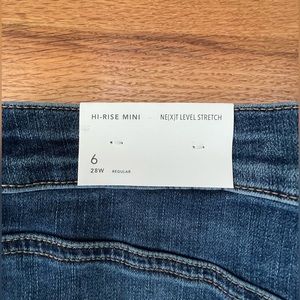 HI-RISE MINI NE(X)T LEVEL STRETCH
6
28W REGULAR